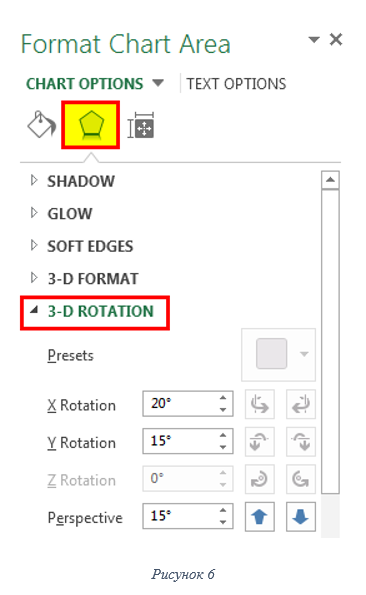 Format Chart Area
CHART OPTIONS TEXT OPTIONS
SHADOW
GLOW
SOFT EDGES
3-D FORMAT
3-D ROTATION
Presets
X Rotation 20°
Y Rotation 15°
Z Rotation 0°
Perspective 15°
Рисунок 6